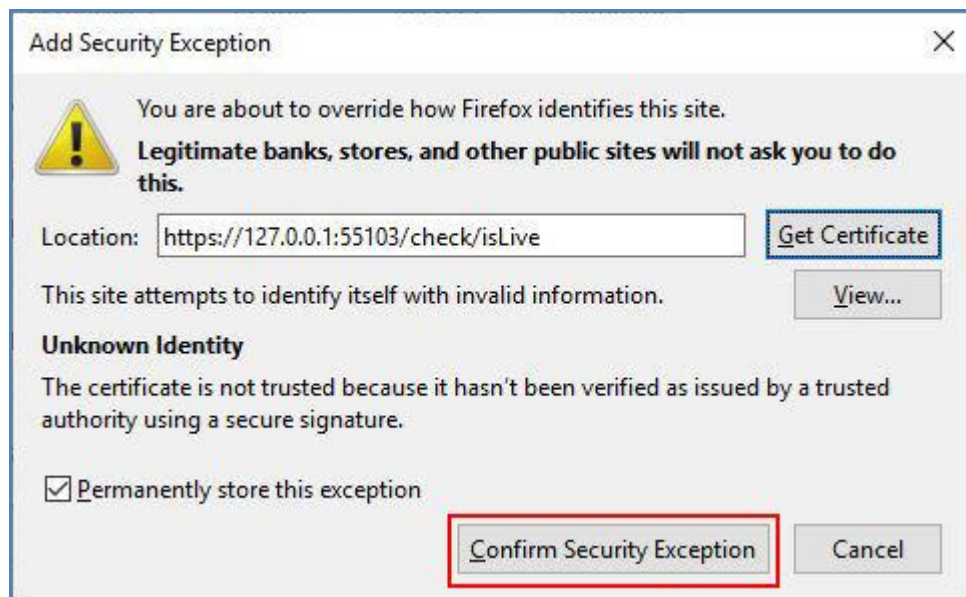 Add Security Exception
You are about to override how Firefox identifies this site.
Legitimate banks, stores, and other public sites will not ask you to do
this.
Location: https://127.0.0.1:55103/check/isLive Get Certificate
This site attempts to identify itself with invalid information. View...
Unknown Identity
The certificate is not trusted because it hasn't been verified as issued by a trusted
authority using a secure signature.
Permanently store this exception
Confirm Security Exception Cancel